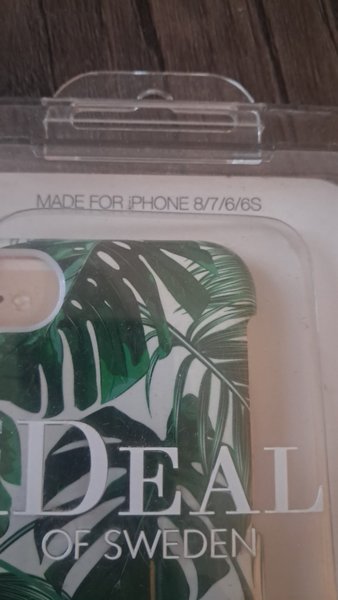 MADE FOR iPHONE 8/7/6/6S
iDEAL
OF SWEDEN